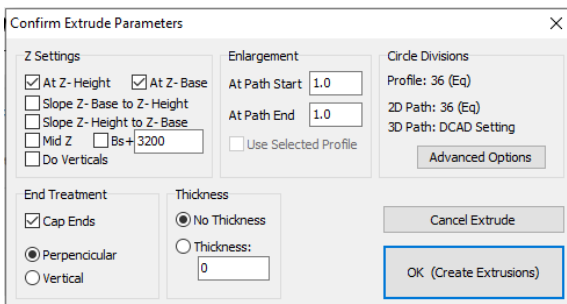 Confirm Extrude Parameters
Z Settings
At Z- Height At Z- Base
Slope Z- Base to Z- Height
Slope Z- Height to Z- Base
Mid Z Bs+ 3200
Do Verticals
Enlargement
At Path Start 1.0
At Path End 1.0
Use Selected Profile
Circle Divisions
Profile: 36 (Eq)
2D Path: 36 (Eq)
3D Path: DCAD Setting
Advanced Options
End Treatment
Cap Ends
Perpencicular
Vertical
Thickness
No Thickness
Thickness:
0
Cancel Extrude
OK (Create Extrusions)